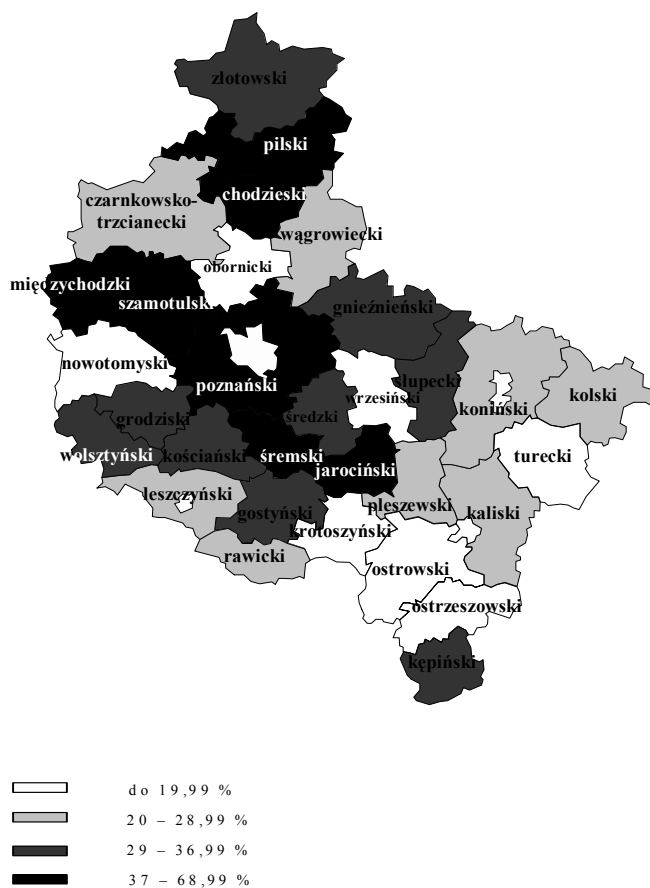 złotowski
pilski
chodzieski
czarnkowsko-
trzcianecki
wągrowiecki
obornicki
międzychodzki
szamotulski
gnieźnieński
nowotomyski
poznański
wrzesiński
słupecki
koniński
kolski
grodziski
średzki
wolsztyński
kościański
śremski
jarociński
turecki
leszczyński
pleszewski
kaliski
gostyński
krotoszyński
rawicki
ostrowski
ostrzeszowski
kępiński
do 19,99 %
20 – 28,99 %
29 – 36,99 %
37 – 68,99 %